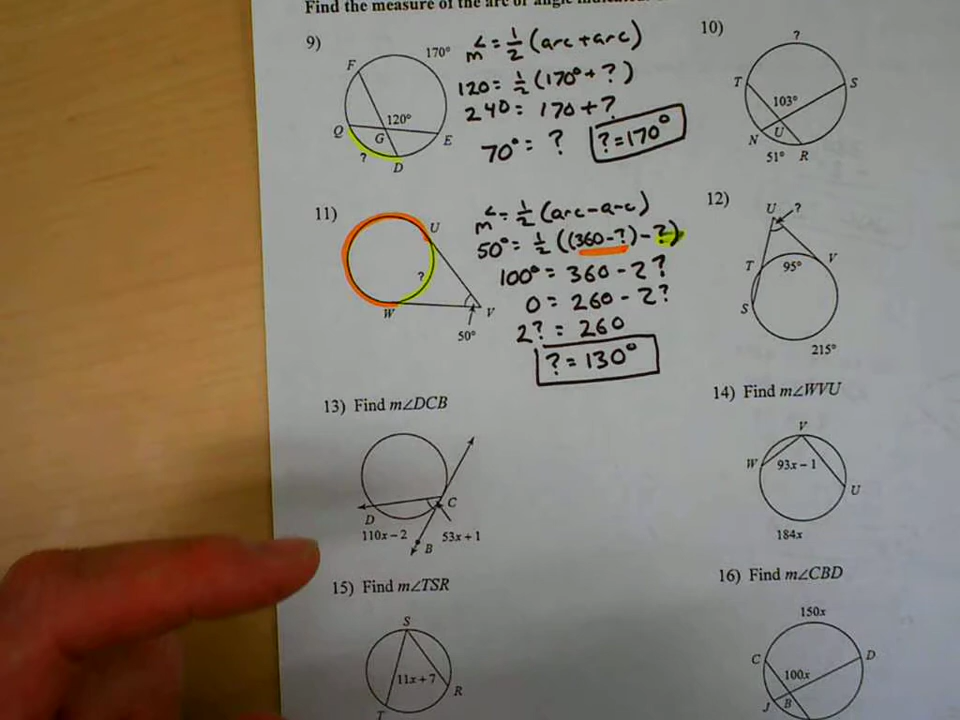 Find the measure of the arc or angle indicated.
9)
F
170°
120°
Q
G
E
?
D
m∠ = 1/2 (arc + arc)
120 = 1/2 (170° + ?)
240 = 170 + ?
70° = ?
? = 170°
10)
?
T
S
103°
N
U
51°
R
11)
U
?
W
V
50°
m∠ = 1/2 (arc - arc)
50° = 1/2 ((360 - ?) - ?)
100° = 360 - 2?
0 = 260 - 2?
2? = 260
? = 130°
12)
U
?
T
95°
V
S
215°
13) Find m∠DCB
D
C
110x − 2
53x + 1
B
14) Find m∠WVU
V
W
93x − 1
U
184x
15) Find m∠TSR
S
11x + 7
R
T
16) Find m∠CBD
150x
C
D
100x
J
B